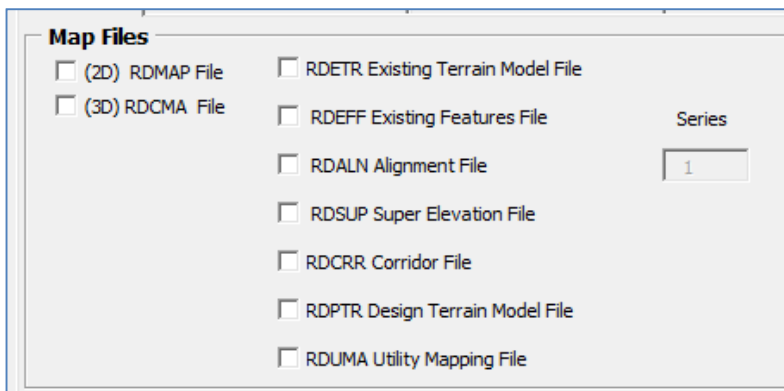 Map Files
(2D) RDMAP File
(3D) RDCMA File
RDETR Existing Terrain Model File
RDEFF Existing Features File
Series
RDALN Alignment File
1
RDSUP Super Elevation File
RDCRR Corridor File
RDPTR Design Terrain Model File
RDUMA Utility Mapping File